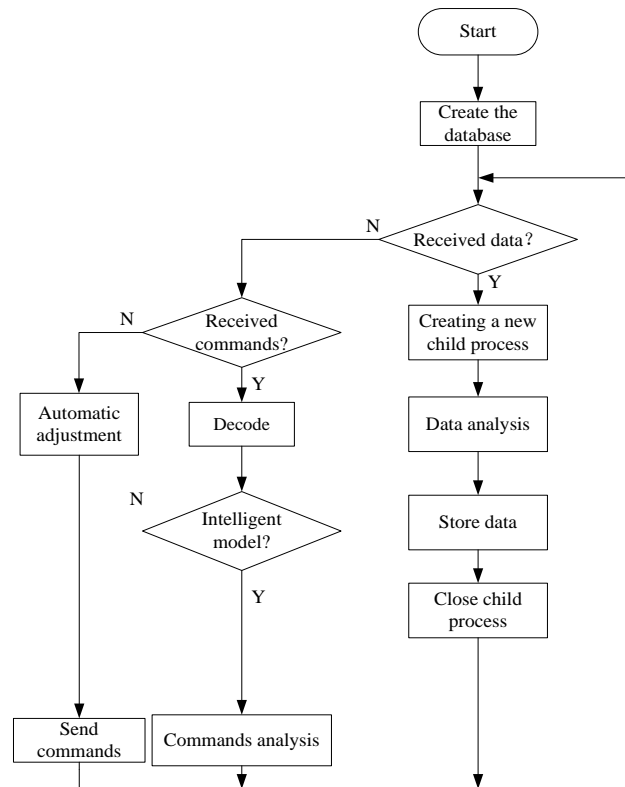 Start
Create the
database
Received data?
N
Y
Received
commands?
N
Y
Creating a new
child process
Automatic
adjustment
Decode
Data analysis
N
Intelligent
model?
Y
Store data
Close child
process
Send
commands
Commands analysis